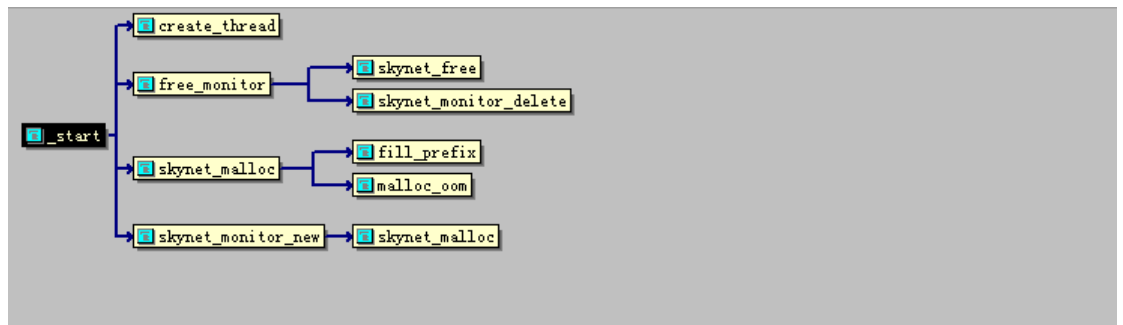 create_thread
skynet_free
free_monitor
skynet_monitor_delete
_start
fill_prefix
skynet_malloc
malloc_oom
skynet_monitor_new skynet_malloc